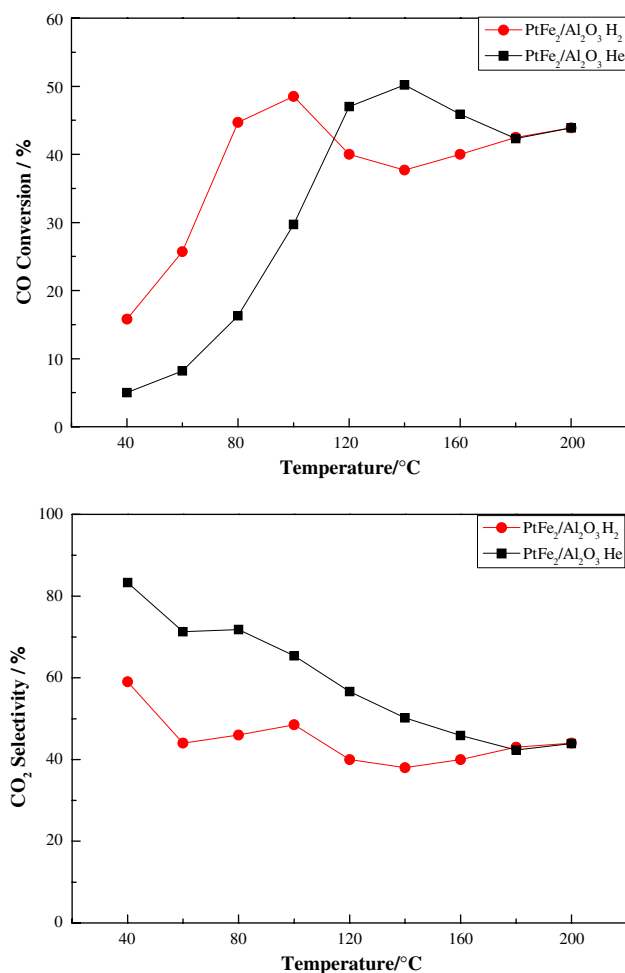 60
50
40
30
20
10
0
CO Conversion / %
PtFe₂/Al₂O₃ H₂
PtFe₂/Al₂O₃ He
40 80 120 160 200
Temperature/°C
100
80
60
40
20
0
CO₂ Selectivity / %
PtFe₂/Al₂O₃ H₂
PtFe₂/Al₂O₃ He
40 80 120 160 200
Temperature/°C